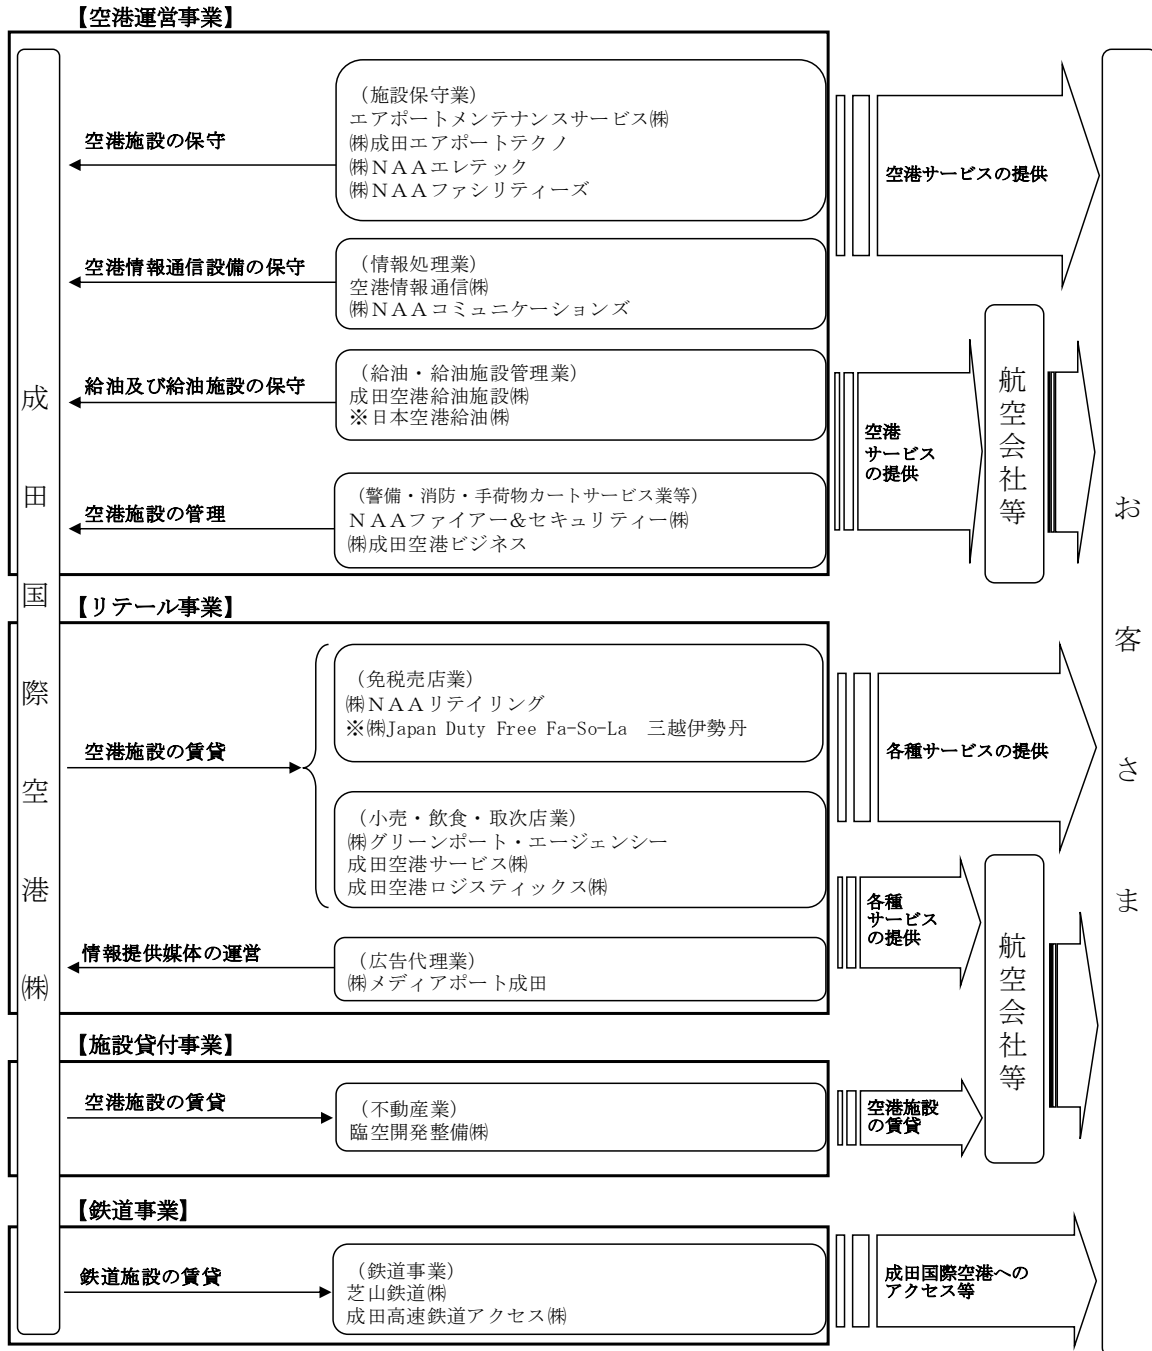 【空港運営事業】
成田国際空港㈱
空港施設の保守
（施設保守業）
エアポートメンテナンスサービス㈱
㈱成田エアポートテクノ
㈱ＮＡＡエレテック
㈱ＮＡＡファシリティーズ
空港サービスの提供
空港情報通信設備の保守
（情報処理業）
空港情報通信㈱
㈱ＮＡＡコミュニケーションズ
給油及び給油施設の保守
（給油・給油施設管理業）
成田空港給油施設㈱
※日本空港給油㈱
空港
サービス
の提供
航空会社等
空港施設の管理
（警備・消防・手荷物カートサービス業等）
ＮＡＡファイアー＆セキュリティー㈱
㈱成田空港ビジネス
お客さま
【リテール事業】
空港施設の賃貸
（免税売店業）
㈱ＮＡＡリテイリング
※㈱Japan Duty Free Fa-So-La　三越伊勢丹
各種サービスの提供
（小売・飲食・取次店業）
㈱グリーンポート・エージェンシー
成田空港サービス㈱
成田空港ロジスティックス㈱
各種
サービス
の提供
航空会社等
情報提供媒体の運営
（広告代理業）
㈱メディアポート成田
【施設貸付事業】
空港施設の賃貸
（不動産業）
臨空開発整備㈱
空港施設
の賃貸
【鉄道事業】
鉄道施設の賃貸
（鉄道事業）
芝山鉄道㈱
成田高速鉄道アクセス㈱
成田国際空港への
アクセス等